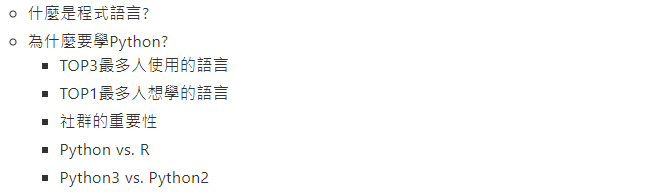 什麼是程式語言?
為什麼要學Python?
TOP3最多人使用的語言
TOP1最多人想學的語言
社群的重要性
Python vs. R
Python3 vs. Python2